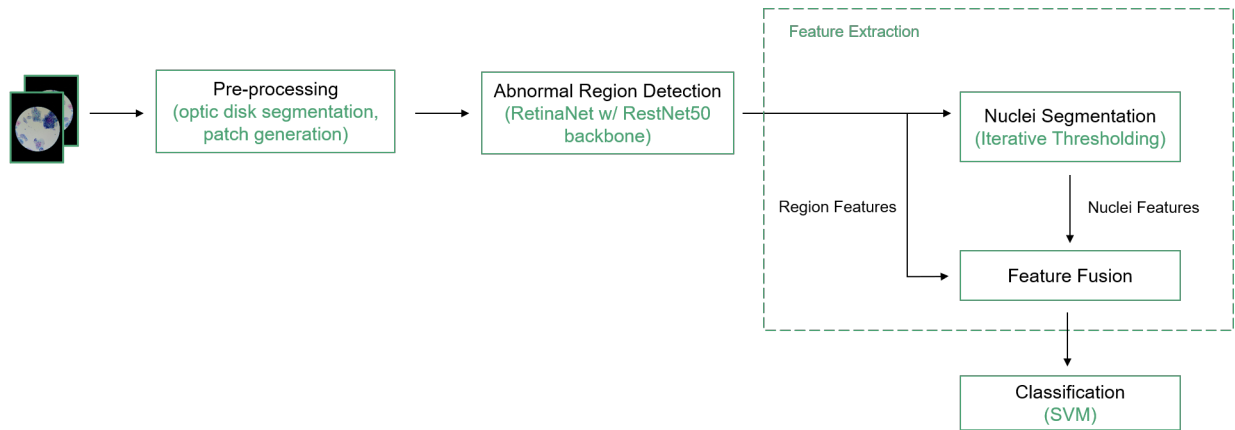 Feature Extraction
Pre-processing
(optic disk segmentation,
patch generation)
Abnormal Region Detection
(RetinaNet w/ RestNet50
backbone)
Nuclei Segmentation
(Iterative Thresholding)
Region Features
Nuclei Features
Feature Fusion
Classification
(SVM)